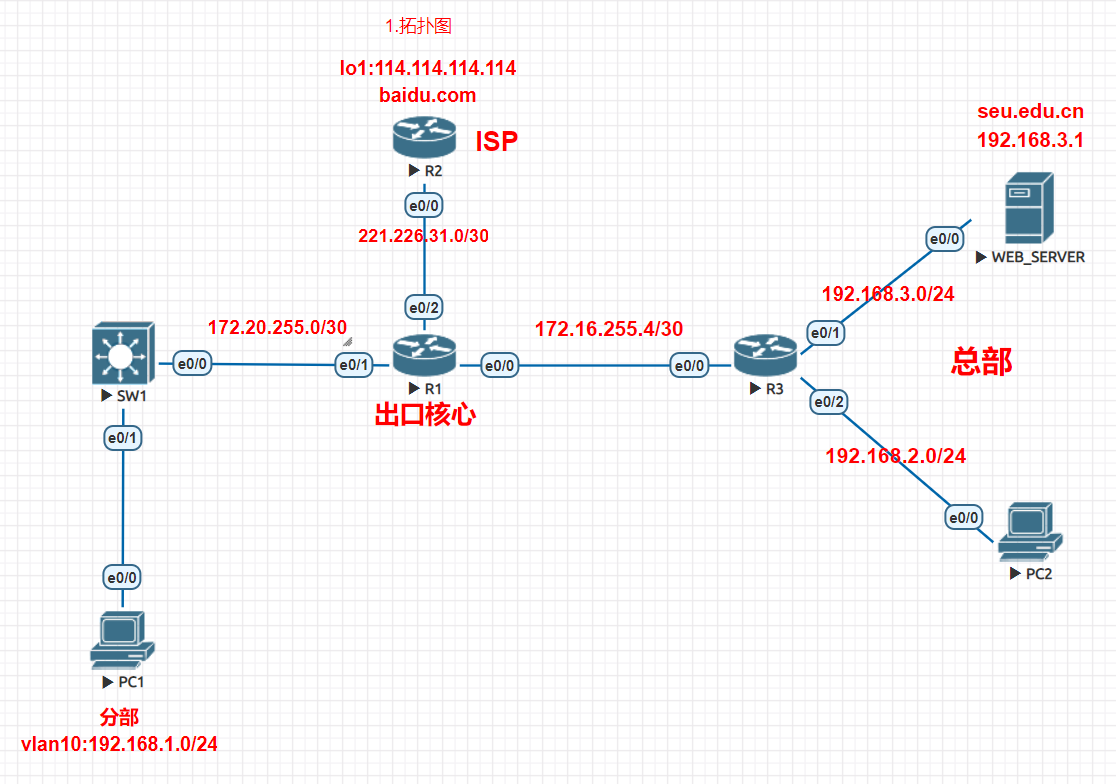 1.拓扑图
lo1:114.114.114.114
baidu.com
ISP
R2
e0/0
221.226.31.0/30
e0/2
seu.edu.cn
192.168.3.1
e0/0
WEB_SERVER
192.168.3.0/24
e0/1
172.20.255.0/30
172.16.255.4/30
e0/0
e0/1
e0/0
e0/0
总部
SW1
R1
R3
出口核心
e0/2
e0/1
192.168.2.0/24
e0/0
PC2
e0/0
PC1
分部
vlan10:192.168.1.0/24